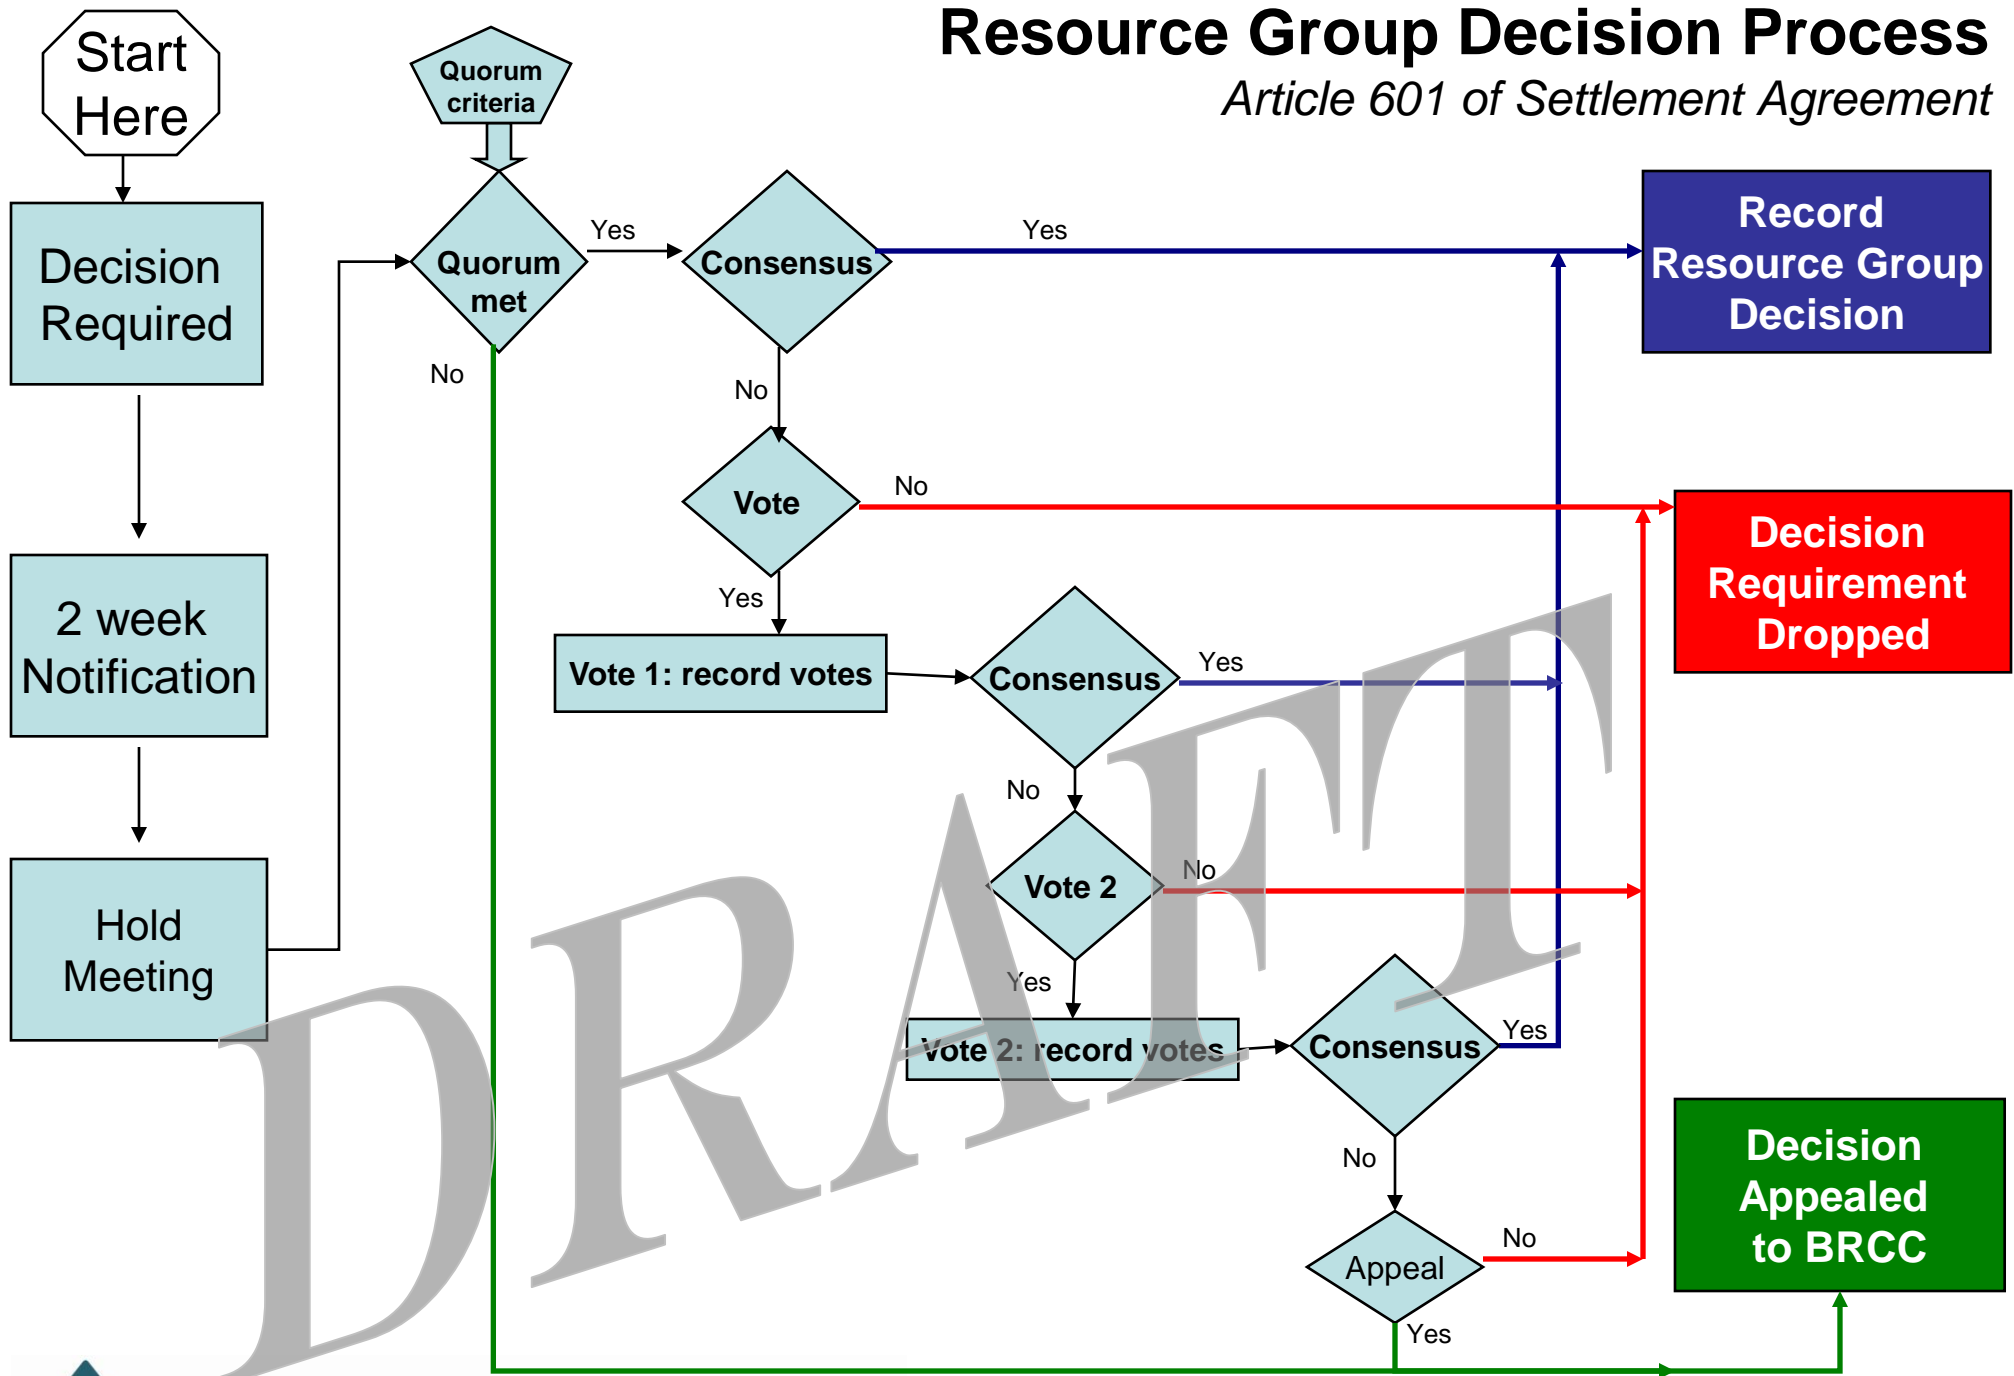 Resource Group Decision Process
Article 601 of Settlement Agreement
Start
Here
Decision
Required
2 week
Notification
Hold
Meeting
Quorum
criteria
Quorum
met
Yes
No
Consensus
Yes
No
Vote
No
Yes
Vote 1: record votes
Consensus
Yes
No
Vote 2
No
Yes
Vote 2: record votes
Consensus
Yes
No
Appeal
No
Yes
Record
Resource Group
Decision
Decision
Requirement
Dropped
Decision
Appealed
to BRCC
DRAFT